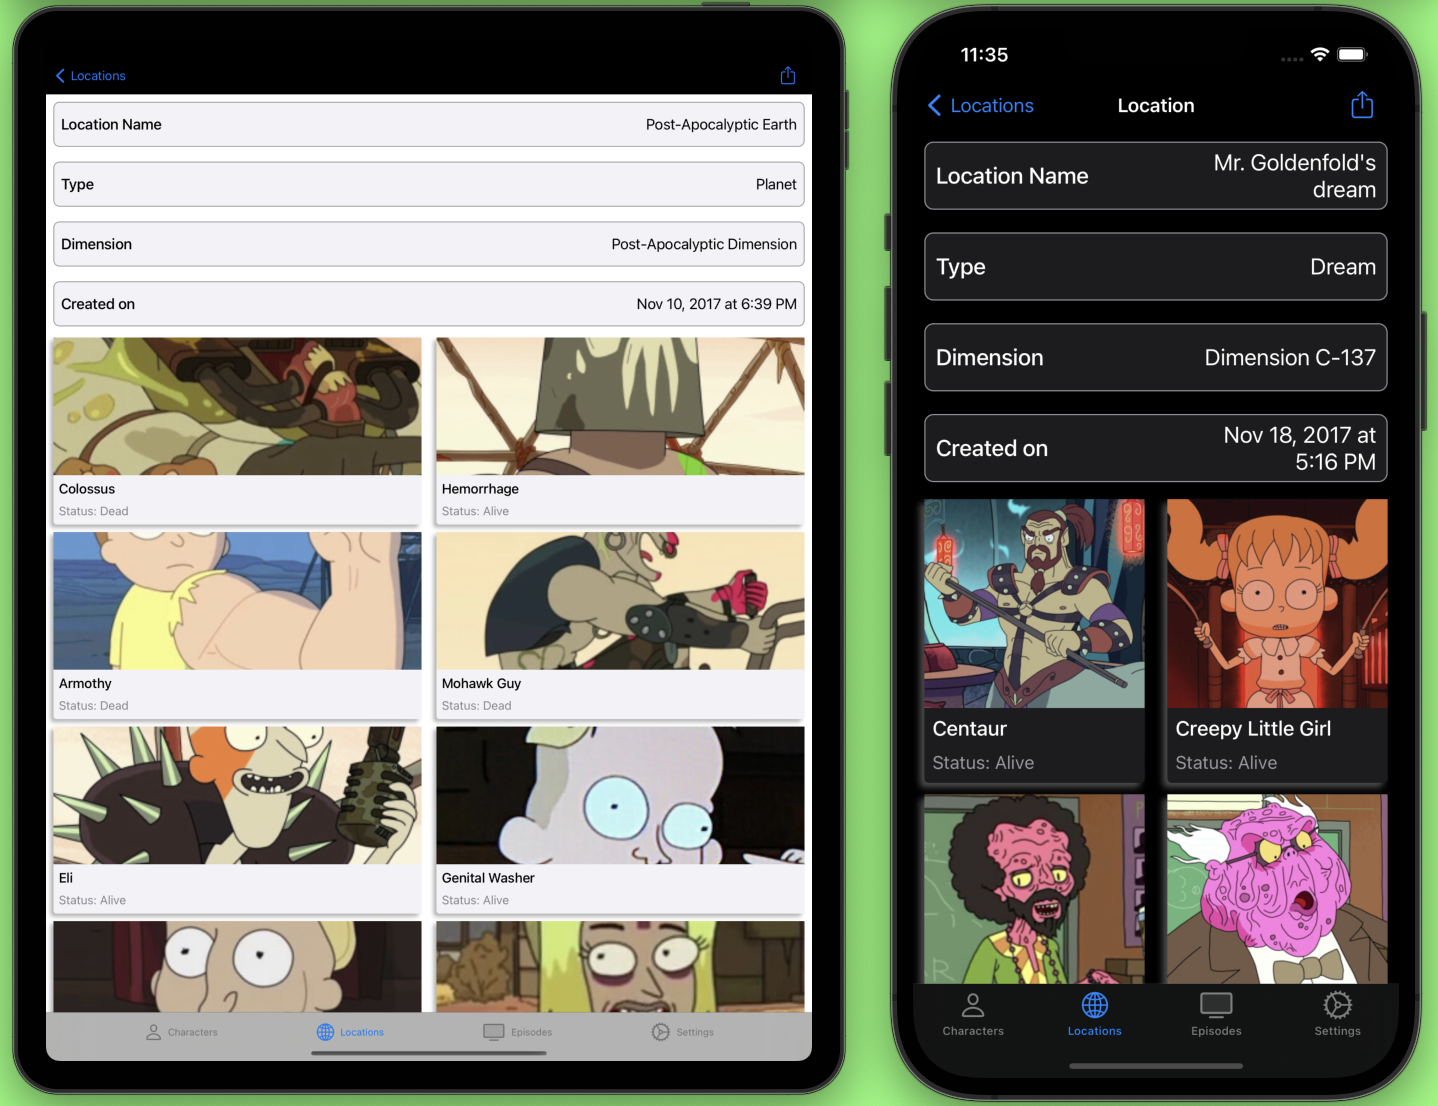 Locations
Location Name Post-Apocalyptic Earth
Type Planet
Dimension Post-Apocalyptic Dimension
Created on Nov 10, 2017 at 6:39 PM
Colossus
Status: Dead
Hemorrhage
Status: Alive
Armothy
Status: Dead
Mohawk Guy
Status: Dead
Eli
Status: Alive
Genital Washer
Status: Alive
Characters
Locations
Episodes
Settings
11:35
Locations
Location
Location Name
Mr. Goldenfold's
dream
Type Dream
Dimension Dimension C-137
Created on
Nov 18, 2017 at
5:16 PM
Centaur
Status: Alive
Creepy Little Girl
Status: Alive
Characters
Locations
Episodes
Settings